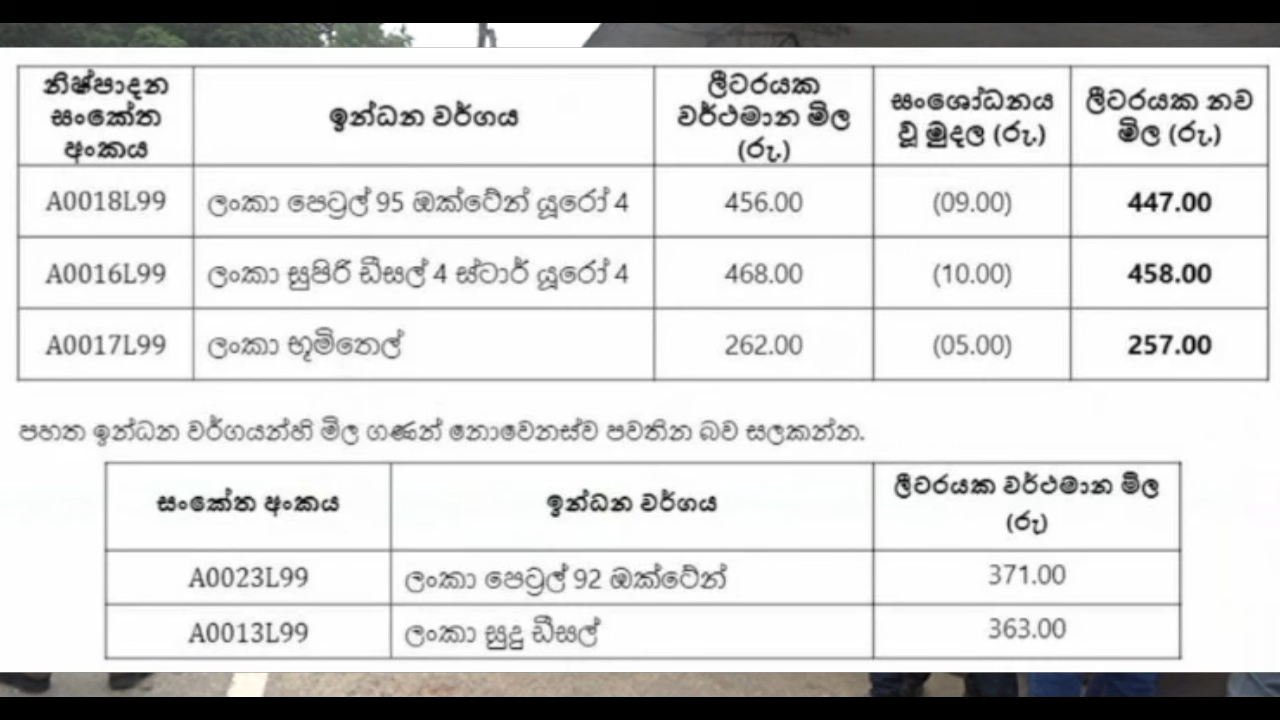 නිෂ්පාදන සංකේත අංකය ඉන්ධන වර්ගය ලීටරයක වර්ථමාන මිල (රු.) සංශෝධනය වූ මුදල (රු.) ලීටරයක නව මිල (රු.)
A0018L99 ලංකා පෙට්‍රල් 95 ඔක්ටේන් යූරෝ 4 456.00 (09.00) 447.00
A0016L99 ලංකා සුපිරි ඩීසල් 4 ස්ටාර් යූරෝ 4 468.00 (10.00) 458.00
A0017L99 ලංකා භූමිතෙල් 262.00 (05.00) 257.00
පහත ඉන්ධන වර්ගයන්හි මිල ගණන් නොවෙනස්ව පවතින බව සලකන්න.
සංකේත අංකය ඉන්ධන වර්ගය ලීටරයක වර්ථමාන මිල (රු)
A0023L99 ලංකා පෙට්‍රල් 92 ඔක්ටේන් 371.00
A0013L99 ලංකා සුදු ඩීසල් 363.00